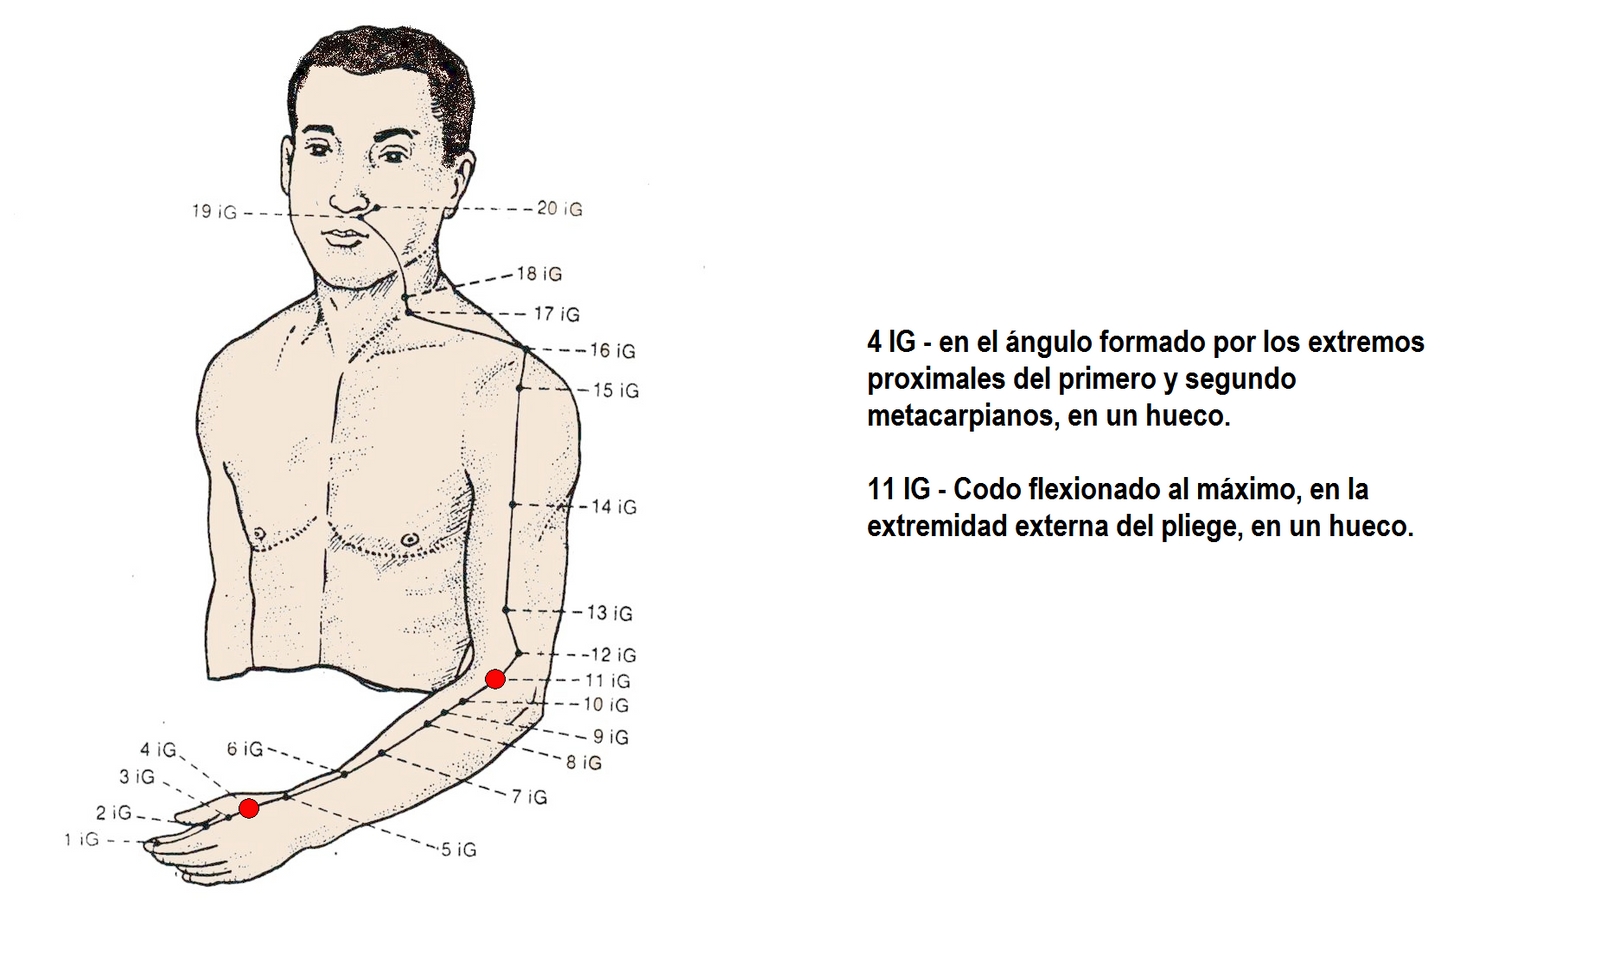 19 iG
20 iG
18 iG
17 iG
16 iG
15 iG
14 iG
13 iG
12 iG
11 iG
10 iG
9 iG
8 iG
7 iG
6 iG
5 iG
4 iG
3 iG
2 iG
1 iG
4 IG - en el ángulo formado por los extremos
proximales del primero y segundo
metacarpianos, en un hueco.
11 IG - Codo flexionado al máximo, en la
extremidad externa del pliege, en un hueco.